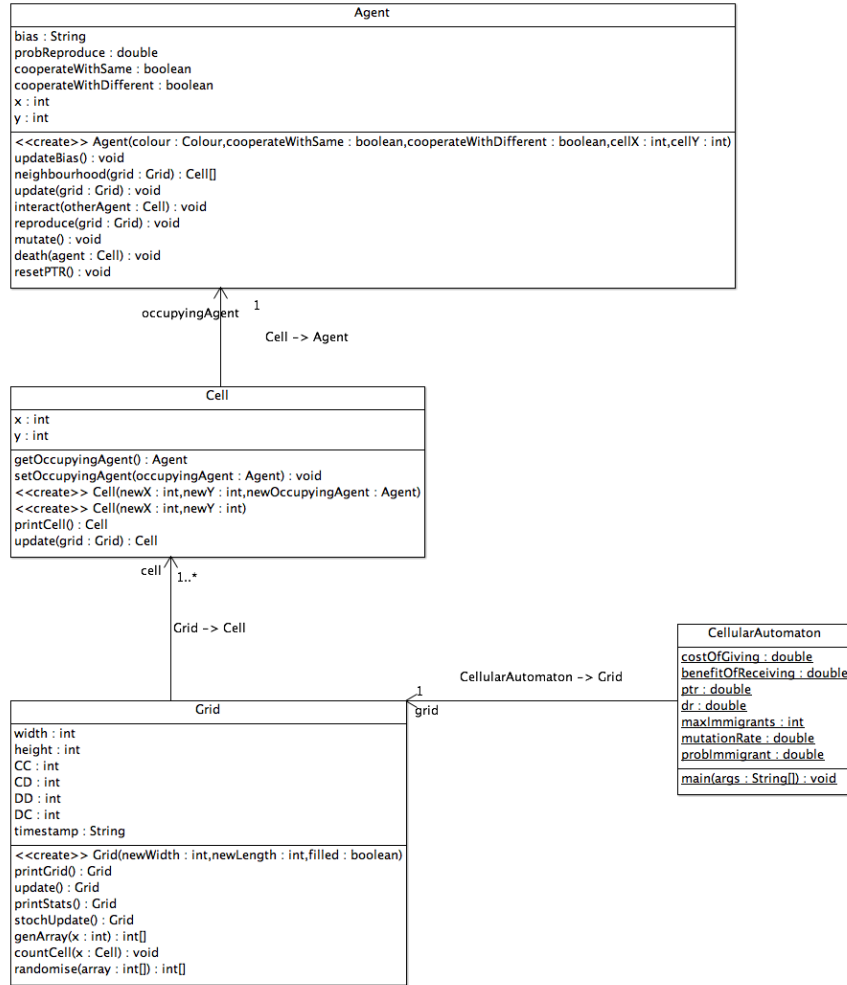 Agent
bias : String
probReproduce : double
cooperateWithSame : boolean
cooperateWithDifferent : boolean
x : int
y : int
<<create>> Agent(colour : Colour,cooperateWithSame : boolean,cooperateWithDifferent : boolean,cellX : int,cellY : int)
updateBias() : void
neighbourhood(grid : Grid) : Cell[]
update(grid : Grid) : void
interact(otherAgent : Cell) : void
reproduce(grid : Grid) : void
mutate() : void
death(agent : Cell) : void
resetPTR() : void
1
occupyingAgent
Cell -> Agent
Cell
x : int
y : int
getOccupyingAgent() : Agent
setOccupyingAgent(occupyingAgent : Agent) : void
<<create>> Cell(newX : int,newY : int,newOccupyingAgent : Agent)
<<create>> Cell(newX : int,newY : int)
printCell() : Cell
update(grid : Grid) : Cell
cell
1..*
Grid -> Cell
CellularAutomaton
costOfGiving : double
benefitOfReceiving : double
ptr : double
dr : double
maxImmigrants : int
mutationRate : double
probImmigrant : double
main(args : String[]) : void
CellularAutomaton -> Grid
1
grid
Grid
width : int
height : int
CC : int
CD : int
DD : int
DC : int
timestamp : String
<<create>> Grid(newWidth : int,newLength : int,filled : boolean)
printGrid() : Grid
update() : Grid
printStats() : Grid
stochUpdate() : Grid
genArray(x : int) : int[]
countCell(x : Cell) : void
randomise(array : int[]) : int[]